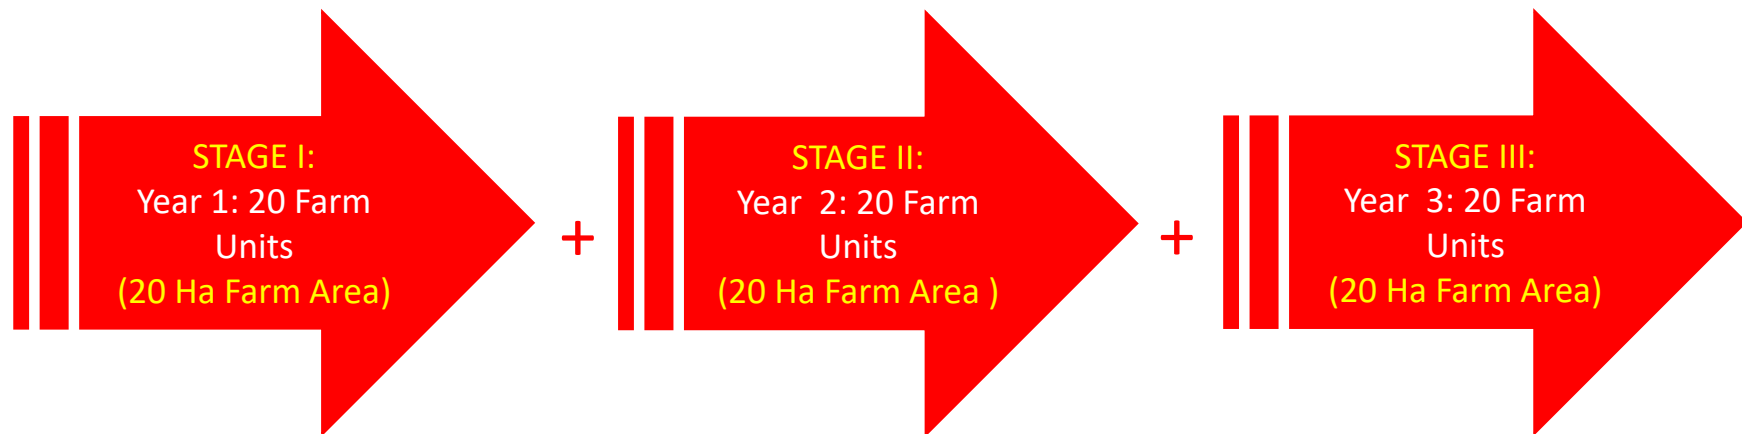 STAGE I:
Year 1: 20 Farm
Units
(20 Ha Farm Area)
+
STAGE II:
Year  2: 20 Farm
Units
(20 Ha Farm Area )
+
STAGE III:
Year  3: 20 Farm
Units
(20 Ha Farm Area)